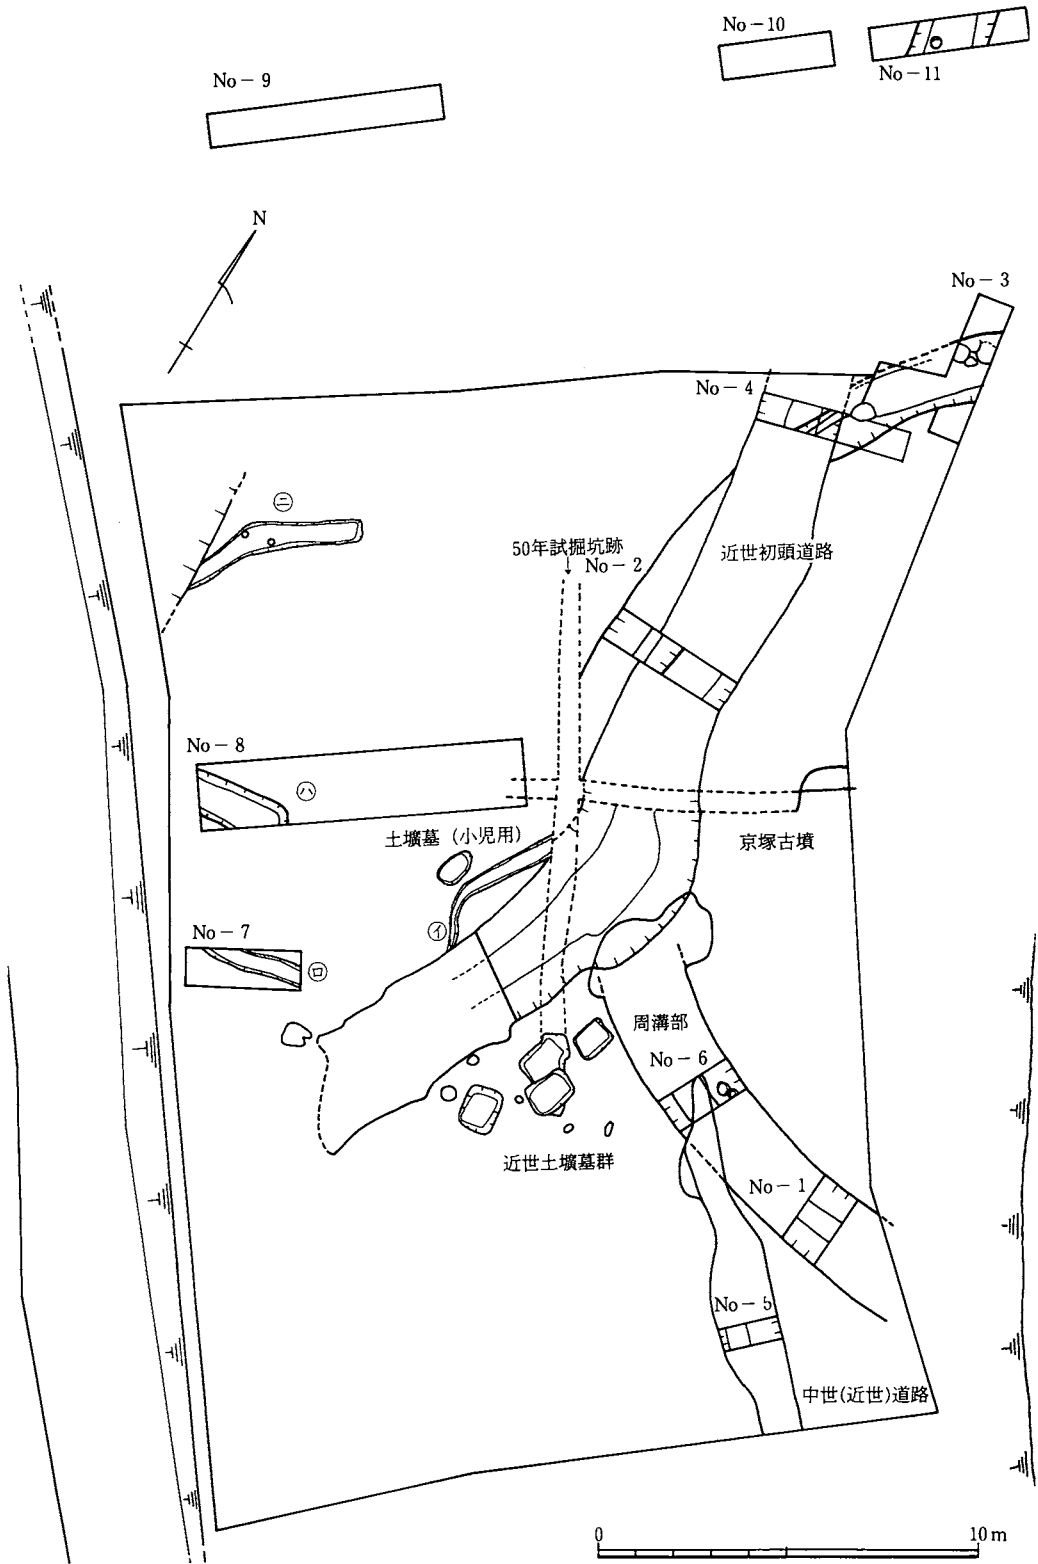 No－10
No－11
No－9
N
No－3
No－4
㊁
50年試掘坑跡
No－2
近世初頭道路
No－8
㋩
土壙墓（小児用）
京塚古墳
㋑
No－7
㋺
周溝部
No－6
近世土壙墓群
No－1
No－5
中世(近世)道路
0
10m